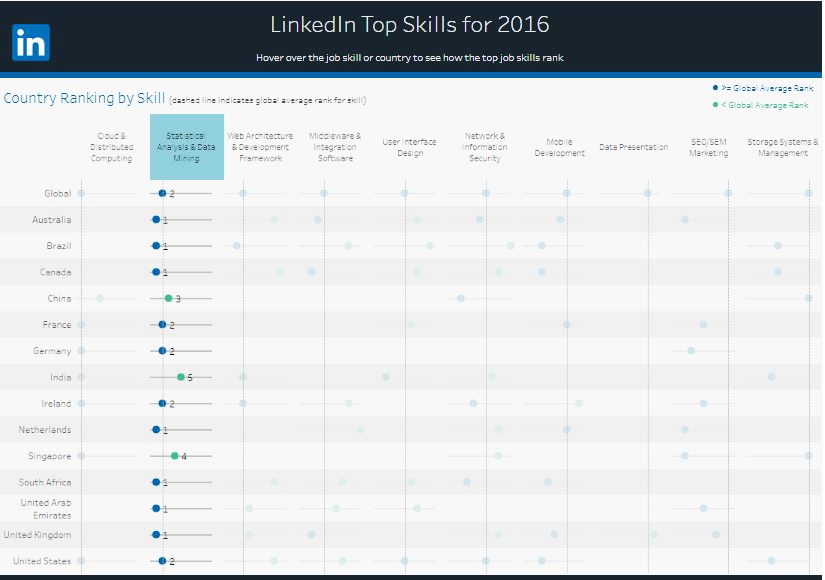 LinkedIn Top Skills for 2016
in
Hover over the job skill or country to see how the top job skills rank
Country Ranking by Skill (dashed line indicates global average rank for skill)
>= Global Average Rank
< Global Average Rank
Cloud &
Distributed
Computing
Statistical
Analysis & Data
Mining
Web Architecture
& Development
Framework
Middleware &
Integration
Software
User Interface
Design
Network &
Information
Security
Mobile
Development
Data Presentation
SEO/SEM
Marketing
Storage Systems &
Management
Global 2
Australia 1
Brazil 1
Canada 1
China 3
France 2
Germany 2
India 5
Ireland 2
Netherlands 1
Singapore 4
South Africa 1
United Arab
Emirates 1
United Kingdom 1
United States 2